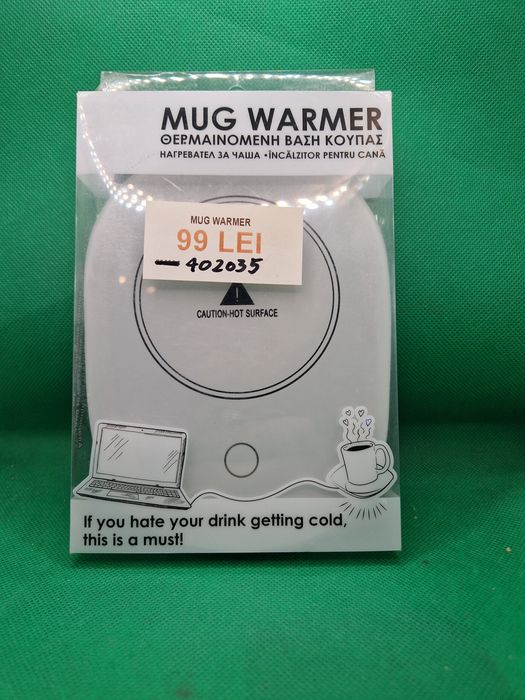 MUG WARMER
ΘΕΡΜΑΙΝΟΜΕΝΗ ΒΑΣΗ ΚΟΥΠΑΣ
НАГРЕВАТЕЛ ЗА ЧАША • ÎNCĂLZITOR PENTRU CANĂ
MUG WARMER
99 LEI
402035
CAUTION-HOT SURFACE
If you hate your drink getting cold,
this is a must!